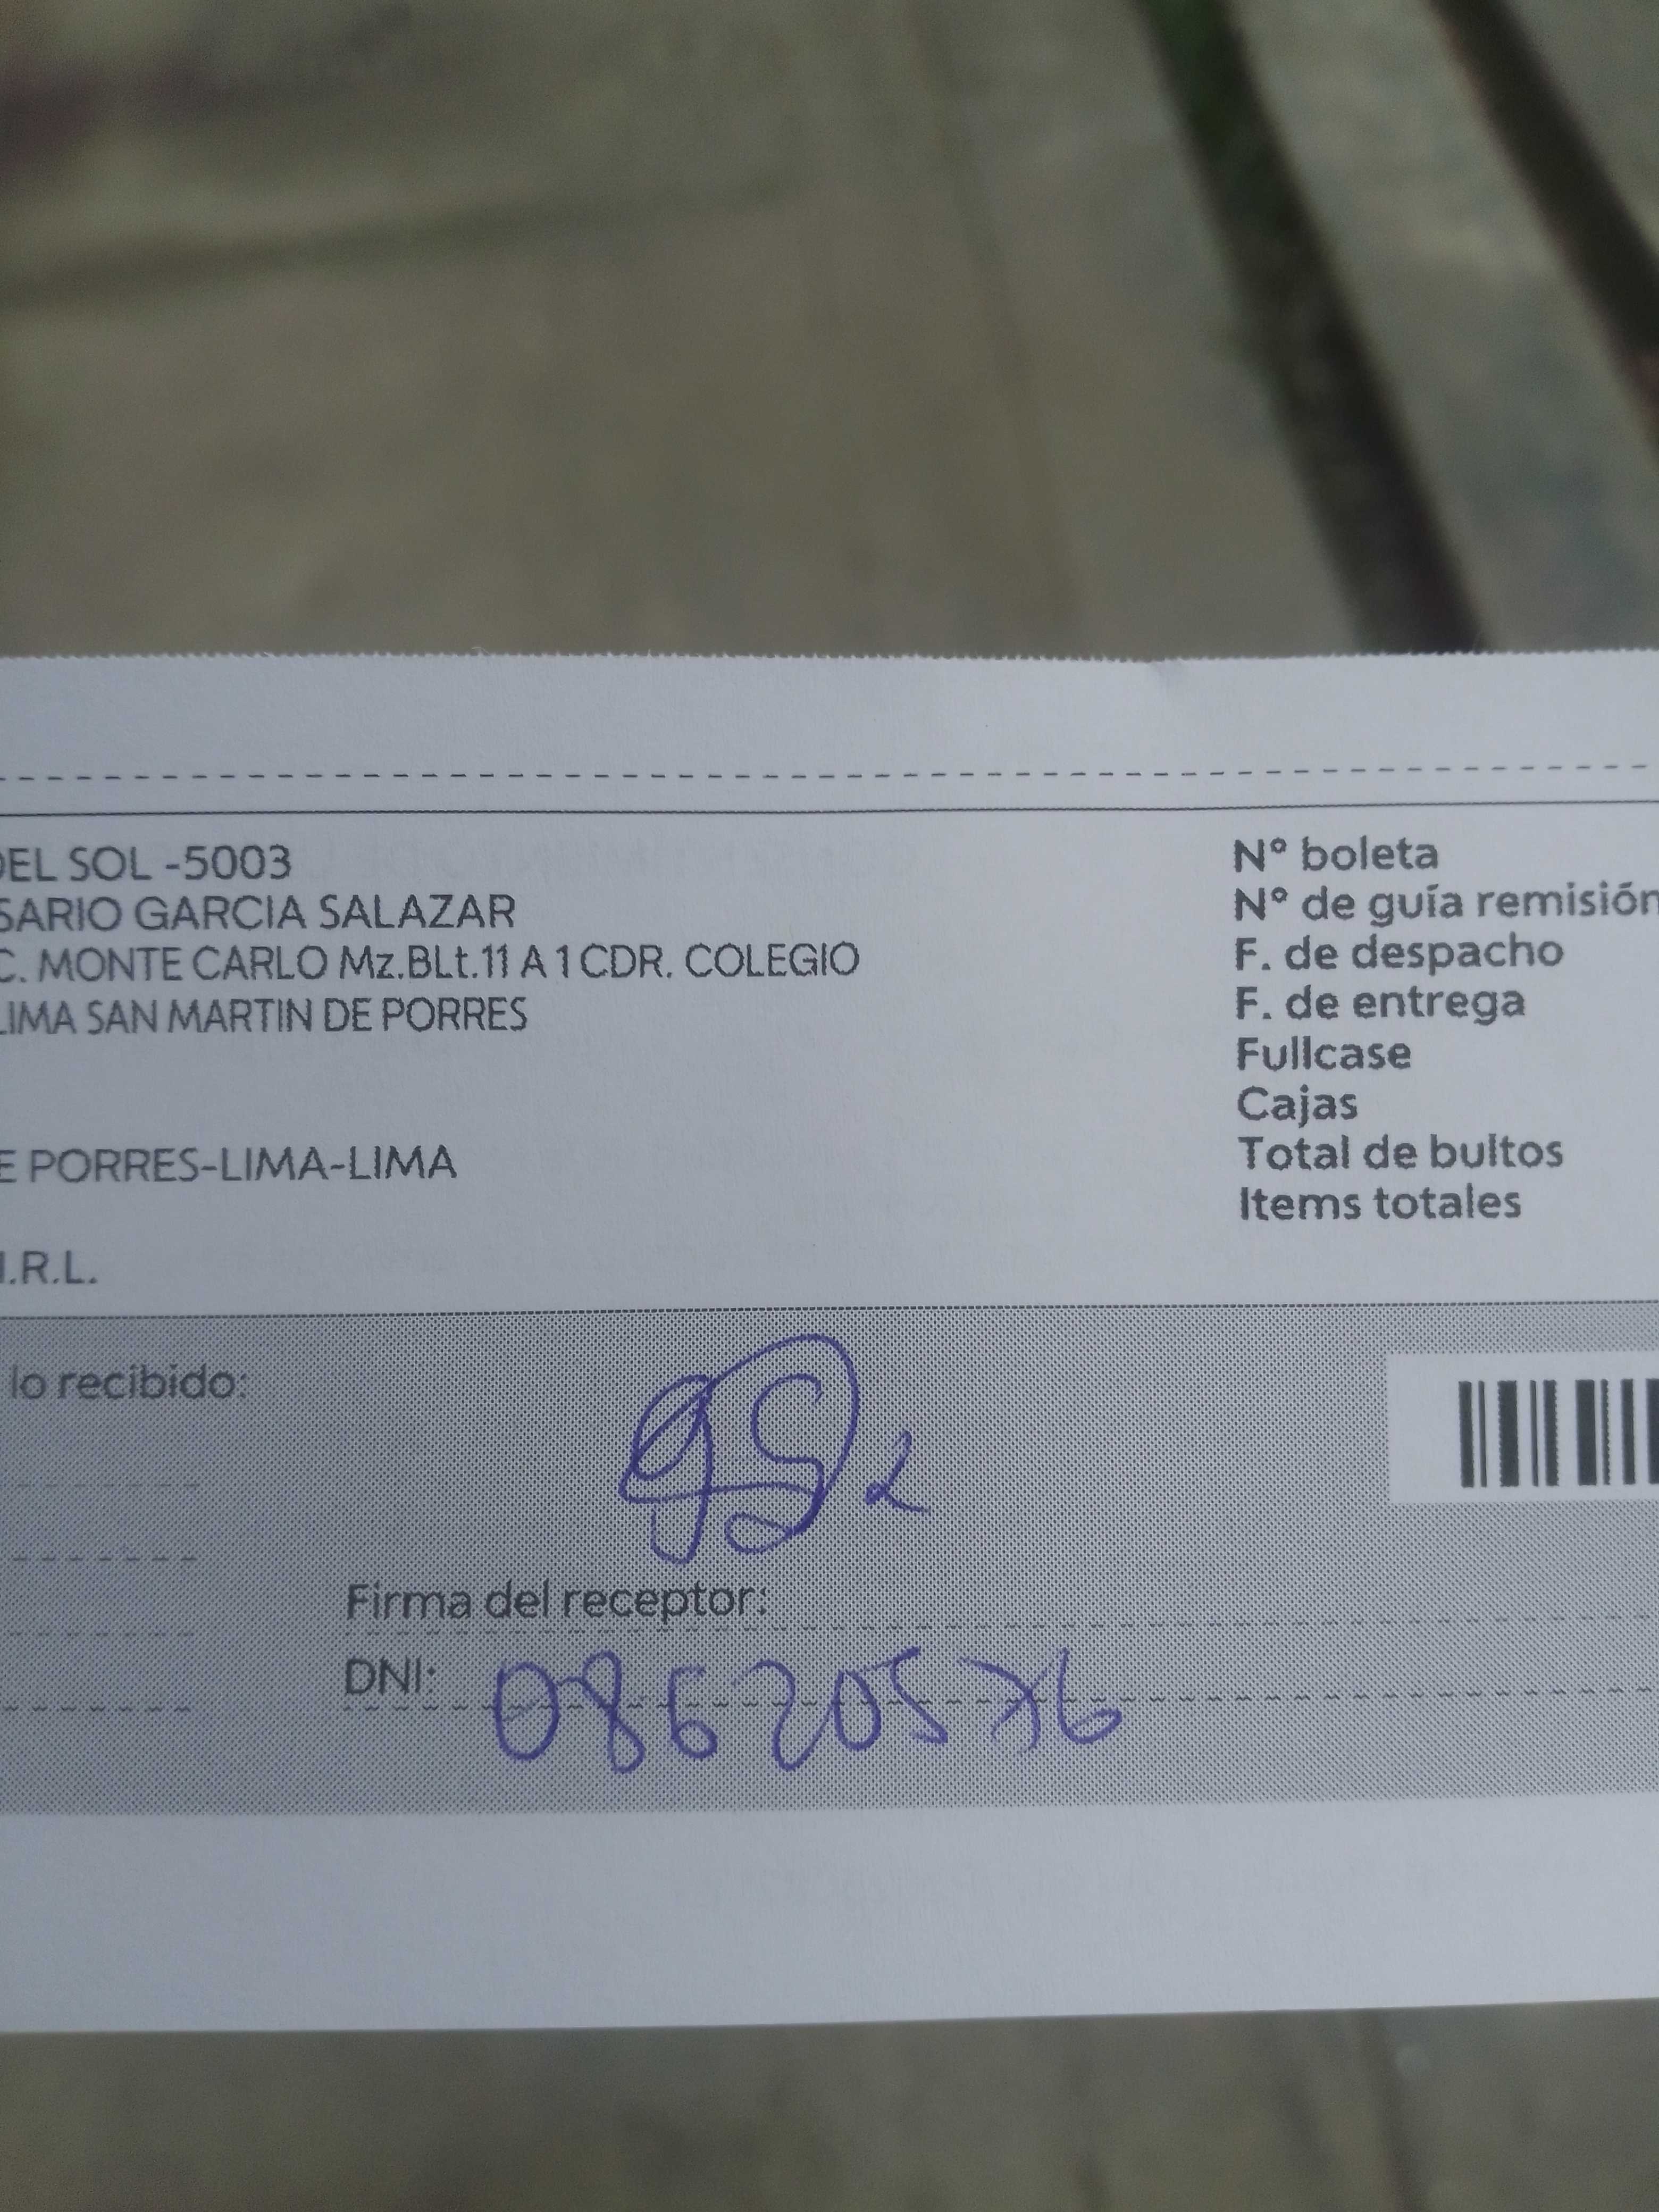 DEL SOL -5003
SARIO GARCIA SALAZAR
C. MONTE CARLO Mz.BLt.11 A 1 CDR. COLEGIO
LIMA SAN MARTIN DE PORRES
E PORRES-LIMA-LIMA
I.R.L.
Nº boleta
Nº de guía remisión
F. de despacho
F. de entrega
Fullcase
Cajas
Total de bultos
Items totales
lo recibido:
Firma del receptor:
DNI: 08620576